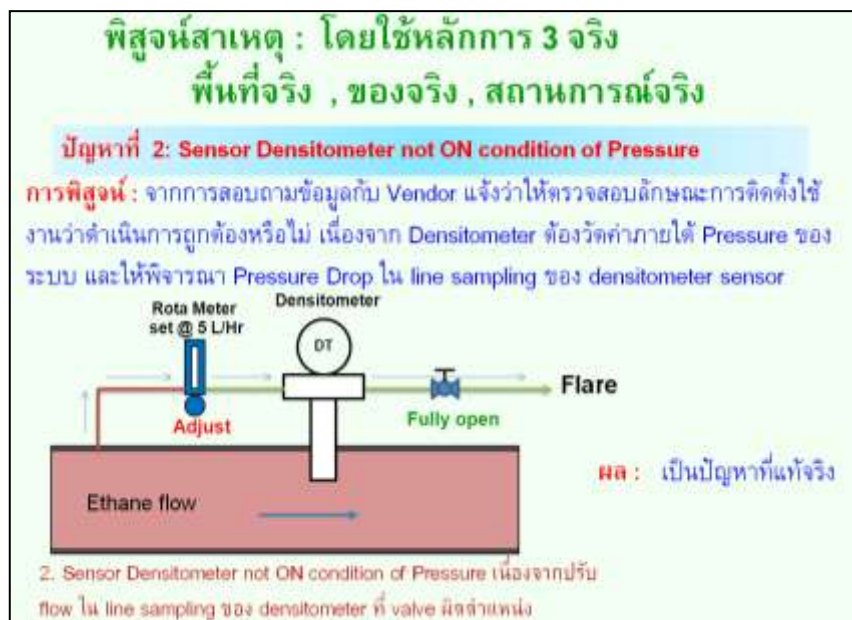 พิสูจน์สาเหตุ : โดยใช้หลักการ 3 จริง
พื้นที่จริง , ของจริง , สถานการณ์จริง
ปัญหาที่ 2: Sensor Densitometer not ON condition of Pressure
การพิสูจน์ : จากการสอบถามข้อมูลกับ Vendor แจ้งว่าให้ตรวจสอบลักษณะการติดตั้งใช้
งานว่าดำเนินการถูกต้องหรือไม่ เนื่องจาก Densitometer ต้องวัดค่าภายใต้ Pressure ของ
ระบบ และให้พิจารณา Pressure Drop ใน line sampling ของ densitometer sensor
Rota Meter
set @ 5 L/Hr
Densitometer
DT
Flare
Adjust
Fully open
ผล : เป็นปัญหาที่แท้จริง
Ethane flow
2. Sensor Densitometer not ON condition of Pressure เนื่องจากปรับ
flow ใน line sampling ของ densitometer ที่ valve ผิดตำแหน่ง